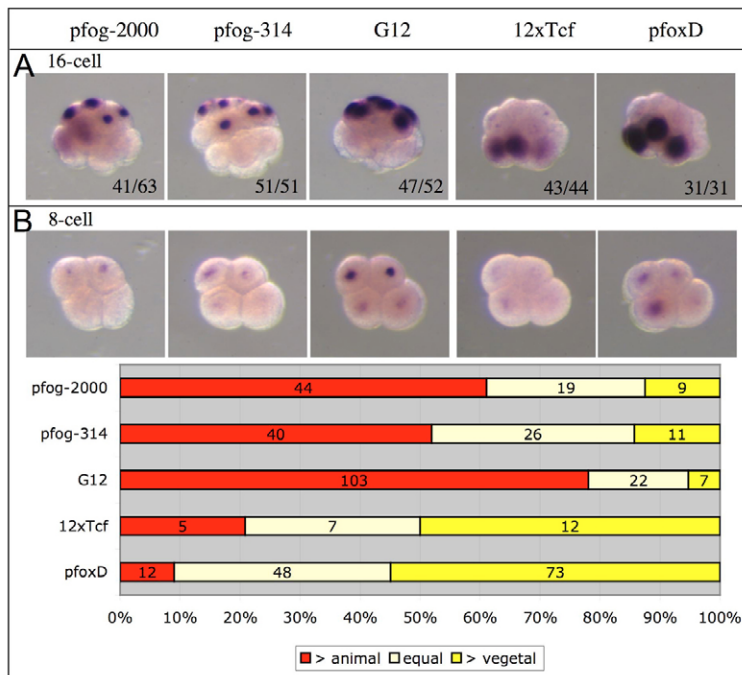 pfog-2000 pfog-314 G12 12xTcf pfoxD
A 16-cell
41/63 51/51 47/52 43/44 31/31
B 8-cell
pfog-2000 44 19 9
pfog-314 40 26 11
G12 103 22 7
12xTcf 5 7 12
pfoxD 12 48 73
0% 10% 20% 30% 40% 50% 60% 70% 80% 90% 100%
> animal equal > vegetal